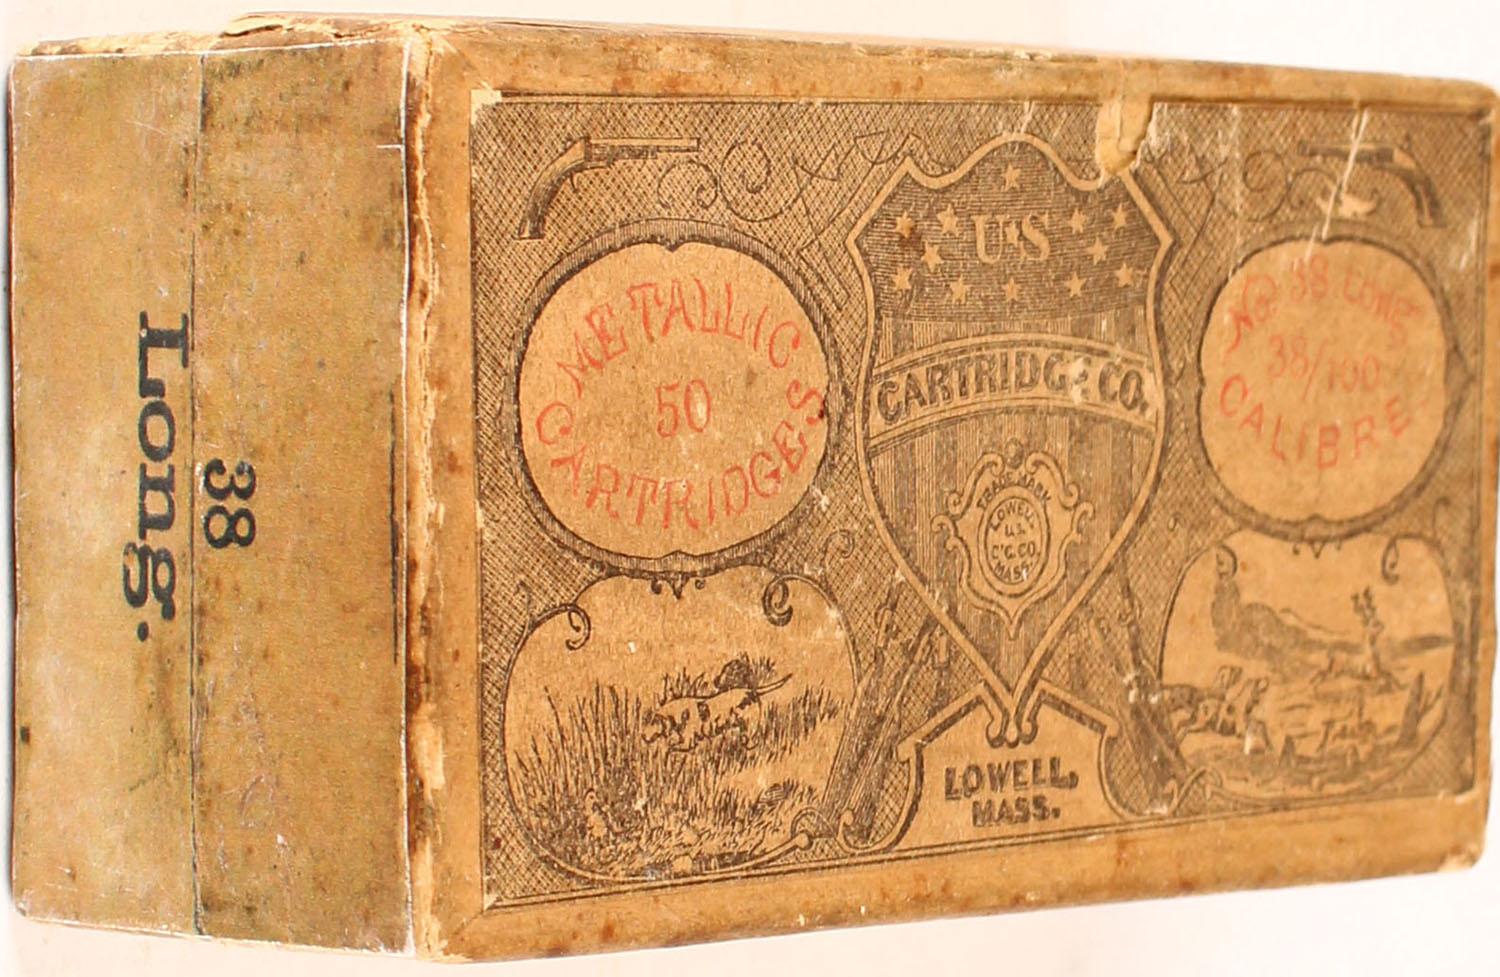 38
Long.
METALLIC
50
CARTRIDGES
US
CARTRIDGE CO.
TRADE MARK
LOWELL
U.S.
C'G. CO.
MASS.
LOWELL,
MASS.
No. 38 LONG
38/100
CALIBRE